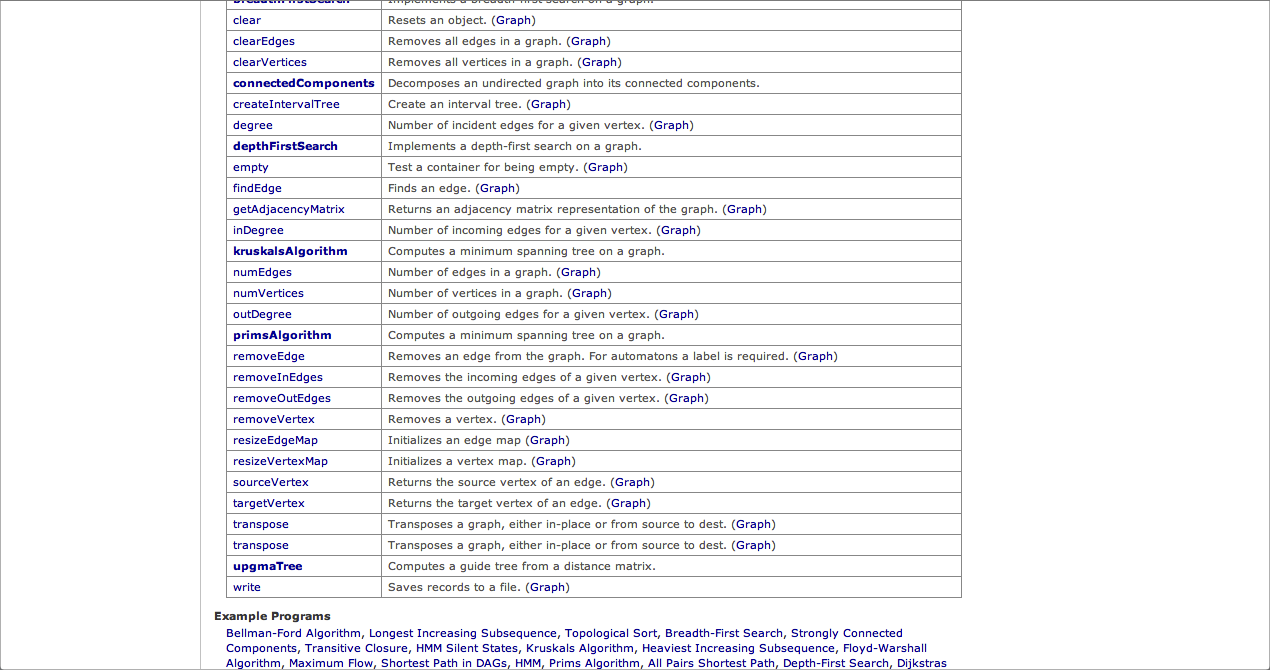 breadthFirstSearch Implements a breadth-first search on a graph.
clear Resets an object. (Graph)
clearEdges Removes all edges in a graph. (Graph)
clearVertices Removes all vertices in a graph. (Graph)
connectedComponents Decomposes an undirected graph into its connected components.
createIntervalTree Create an interval tree. (Graph)
degree Number of incident edges for a given vertex. (Graph)
depthFirstSearch Implements a depth-first search on a graph.
empty Test a container for being empty. (Graph)
findEdge Finds an edge. (Graph)
getAdjacencyMatrix Returns an adjacency matrix representation of the graph. (Graph)
inDegree Number of incoming edges for a given vertex. (Graph)
kruskalsAlgorithm Computes a minimum spanning tree on a graph.
numEdges Number of edges in a graph. (Graph)
numVertices Number of vertices in a graph. (Graph)
outDegree Number of outgoing edges for a given vertex. (Graph)
primsAlgorithm Computes a minimum spanning tree on a graph.
removeEdge Removes an edge from the graph. For automatons a label is required. (Graph)
removeInEdges Removes the incoming edges of a given vertex. (Graph)
removeOutEdges Removes the outgoing edges of a given vertex. (Graph)
removeVertex Removes a vertex. (Graph)
resizeEdgeMap Initializes an edge map (Graph)
resizeVertexMap Initializes a vertex map. (Graph)
sourceVertex Returns the source vertex of an edge. (Graph)
targetVertex Returns the target vertex of an edge. (Graph)
transpose Transposes a graph, either in-place or from source to dest. (Graph)
transpose Transposes a graph, either in-place or from source to dest. (Graph)
upgmaTree Computes a guide tree from a distance matrix.
write Saves records to a file. (Graph)
Example Programs
Bellman-Ford Algorithm, Longest Increasing Subsequence, Topological Sort, Breadth-First Search, Strongly Connected
Components, Transitive Closure, HMM Silent States, Kruskals Algorithm, Heaviest Increasing Subsequence, Floyd-Warshall
Algorithm, Maximum Flow, Shortest Path in DAGs, HMM, Prims Algorithm, All Pairs Shortest Path, Depth-First Search, Dijkstras